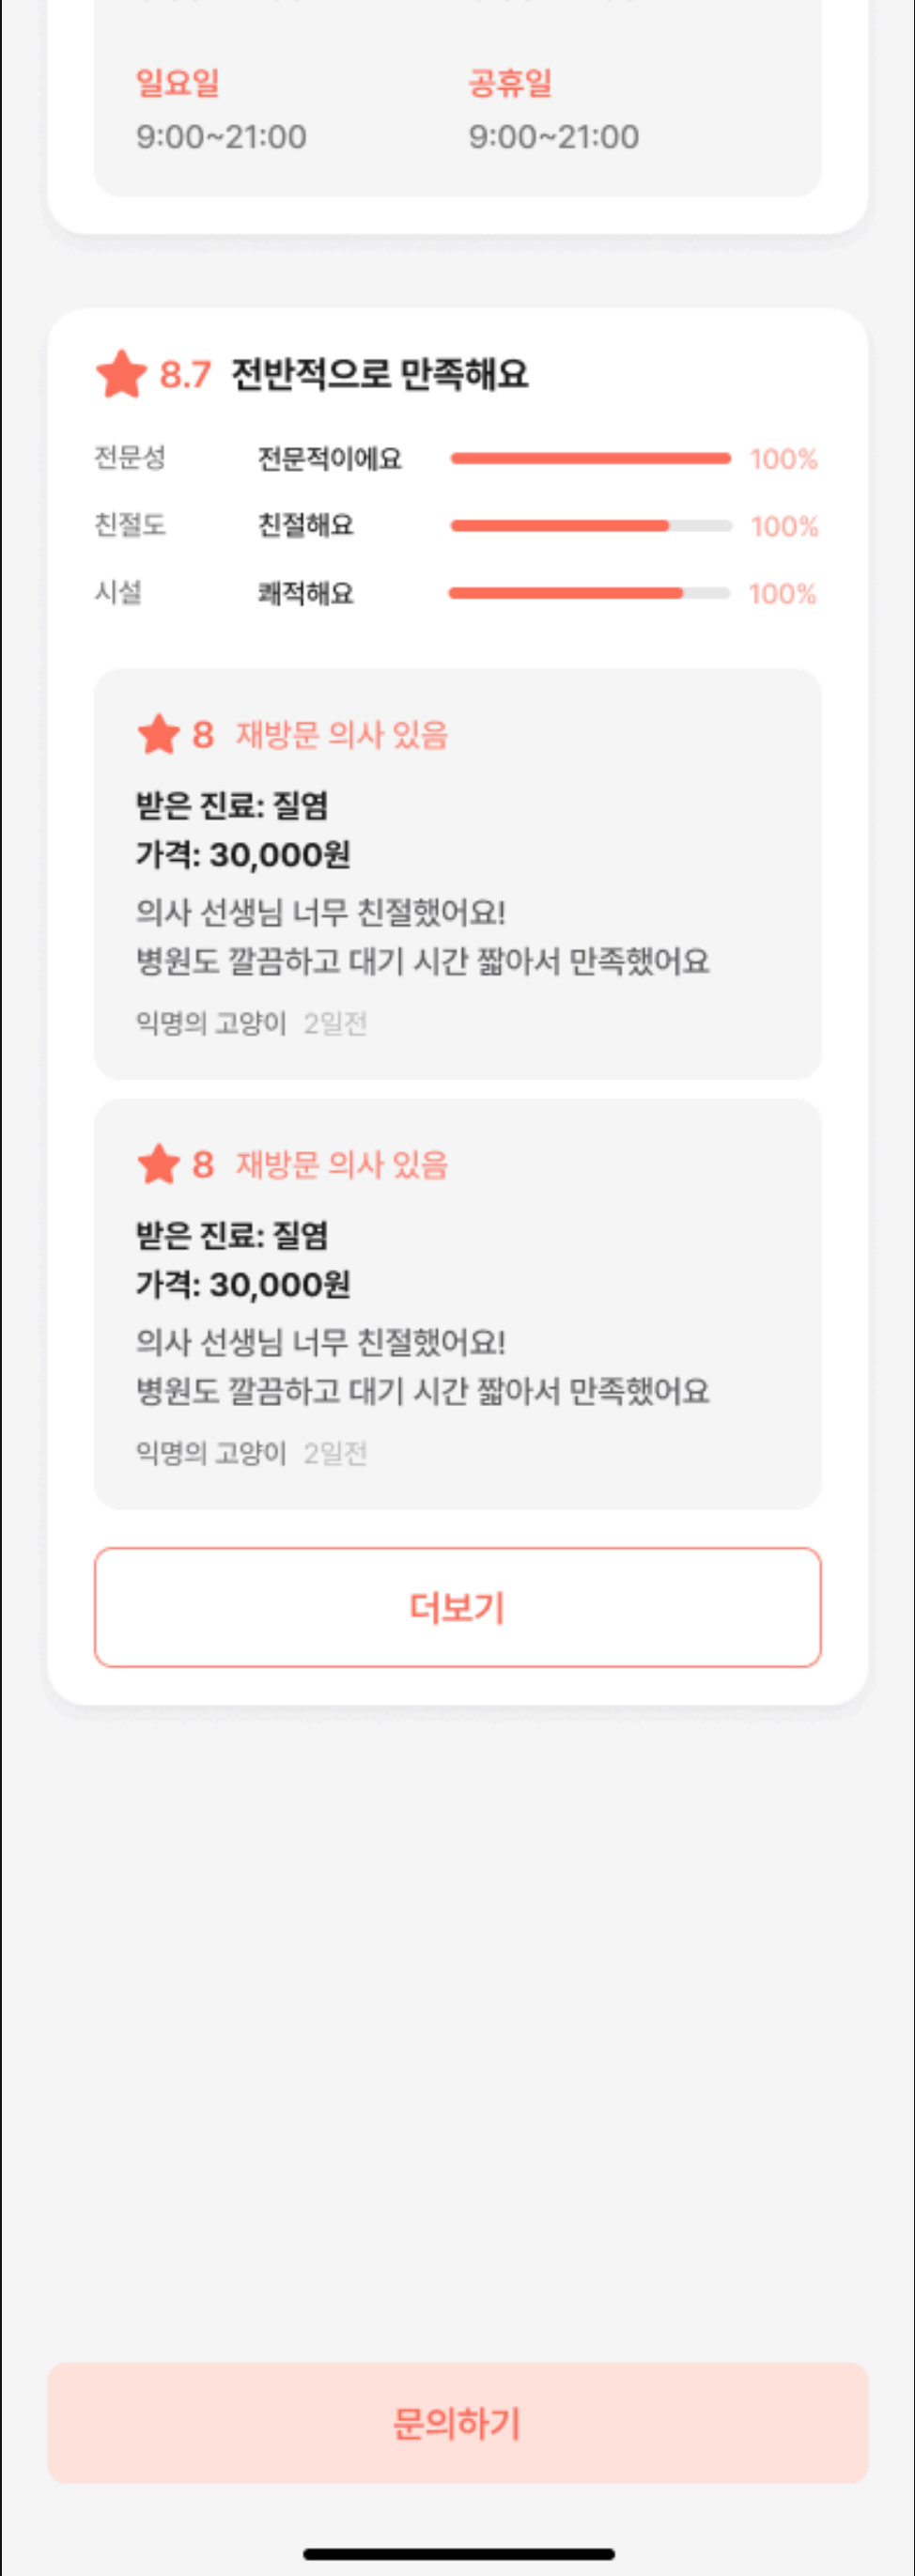 일요일 공휴일
9:00~21:00 9:00~21:00
8.7 전반적으로 만족해요
전문성 전문적이에요 100%
친절도 친절해요 100%
시설 쾌적해요 100%
8 재방문 의사 있음
받은 진료: 질염
가격: 30,000원
의사 선생님 너무 친절했어요!
병원도 깔끔하고 대기 시간 짧아서 만족했어요
익명의 고양이 2일전
8 재방문 의사 있음
받은 진료: 질염
가격: 30,000원
의사 선생님 너무 친절했어요!
병원도 깔끔하고 대기 시간 짧아서 만족했어요
익명의 고양이 2일전
더보기
문의하기